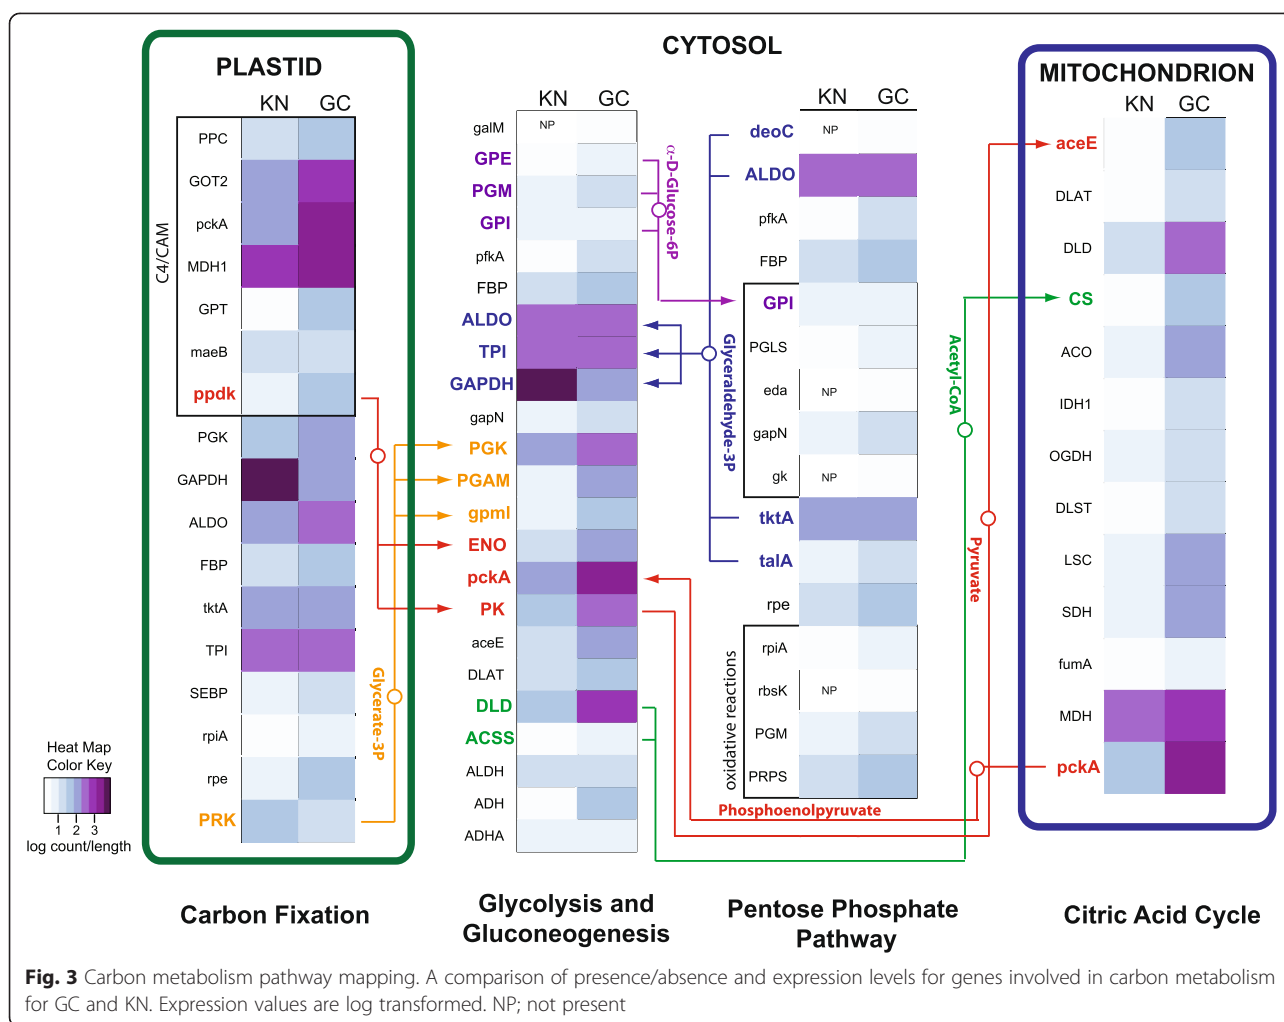 CYTOSOL
PLASTID
KN GC
C4/CAM
PPC
GOT2
pckA
MDH1
GPT
maeB
ppdk
PGK
GAPDH
ALDO
FBP
tktA
TPI
SEBP
rpiA
rpe
PRK
Glycerate-3P
Heat Map
Color Key
1 2 3
log count/length
Carbon Fixation
KN GC
galM NP
GPE
PGM
GPI
pfkA
FBP
ALDO
TPI
GAPDH
gapN
PGK
PGAM
gpmI
ENO
pckA
PK
aceE
DLAT
DLD
ACSS
ALDH
ADH
ADHA
α-D-Glucose-6P
Glyceraldehyde-3P
Glycolysis and
Gluconeogenesis
KN GC
deoC NP
ALDO
pfkA
FBP
GPI
PGLS
eda NP
gapN
gk NP
tktA
talA
rpe
oxidative reactions
rpiA
rbsK NP
PGM
PRPS
Phosphoenolpyruvate
Acetyl-CoA
Pyruvate
Pentose Phosphate
Pathway
MITOCHONDRION
KN GC
aceE
DLAT
DLD
CS
ACO
IDH1
OGDH
DLST
LSC
SDH
fumA
MDH
pckA
Citric Acid Cycle
Fig. 3 Carbon metabolism pathway mapping. A comparison of presence/absence and expression levels for genes involved in carbon metabolism
for GC and KN. Expression values are log transformed. NP; not present